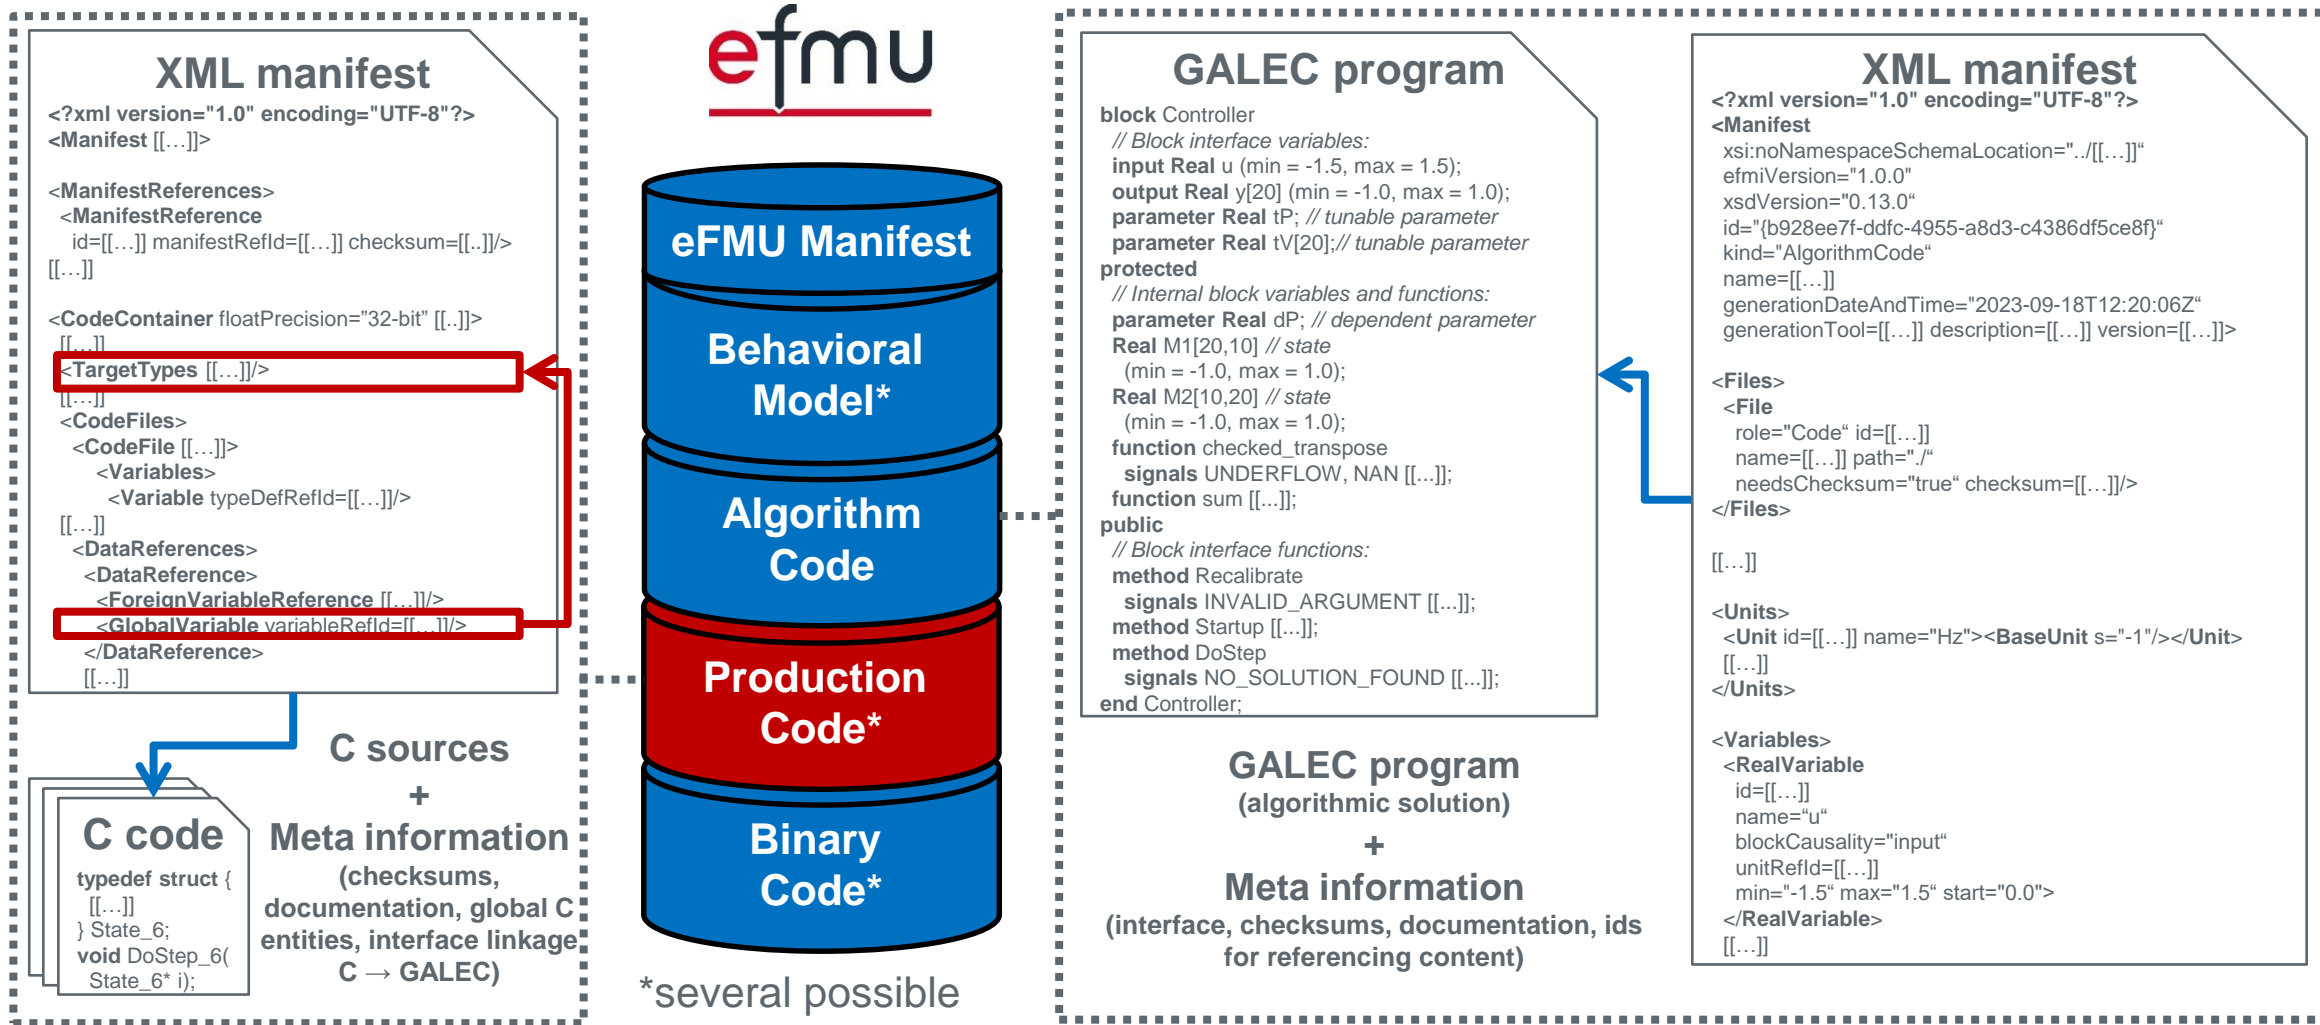 XML manifest
<?xml version="1.0" encoding="UTF-8"?>
<Manifest [[…]]>
<ManifestReferences>
<ManifestReference
id=[[…]] manifestRefId=[[…]] checksum=[[..]]/>
[[…]]
<CodeContainer floatPrecision=”32-bit” [[..]]>
[[…]]
<TargetTypes [[…]]/>
[[…]]
<CodeFiles>
<CodeFile [[…]]>
<Variables>
<Variable typeDefRefId=[[…]]/>
[[…]]
<DataReferences>
<DataReference>
<ForeignVariableReference [[…]]/>
<GlobalVariable variableRefId=[[…]]/>
</DataReference>
[[…]]
C code
typedef struct {
[[…]]
} State_6;
void DoStep_6(
State_6* i);
C sources
+
Meta information
(checksums,
documentation, global C
entities, interface linkage
C → GALEC)
efmu
eFMU Manifest
Behavioral
Model*
Algorithm
Code
Production
Code*
Binary
Code*
*several possible
GALEC program
block Controller
// Block interface variables:
input Real u (min = -1.5, max = 1.5);
output Real y[20] (min = -1.0, max = 1.0);
parameter Real tP; // tunable parameter
parameter Real tV[20];// tunable parameter
protected
// Internal block variables and functions:
parameter Real dP; // dependent parameter
Real M1[20,10] // state
(min = -1.0, max = 1.0);
Real M2[10,20] // state
(min = -1.0, max = 1.0);
function checked_transpose
signals UNDERFLOW, NAN [[...]];
function sum [[...]];
public
// Block interface functions:
method Recalibrate
signals INVALID_ARGUMENT [[...]];
method Startup [[...]];
method DoStep
signals NO_SOLUTION_FOUND [[...]];
end Controller;
GALEC program
(algorithmic solution)
+
Meta information
(interface, checksums, documentation, ids
for referencing content)
XML manifest
<?xml version="1.0" encoding="UTF-8"?>
<Manifest
xsi:noNamespaceSchemaLocation="../[[…]]“
efmiVersion="1.0.0"
xsdVersion="0.13.0“
id="{b928ee7f-ddfc-4955-a8d3-c4386df5ce8f}“
kind="AlgorithmCode“
name=[[…]]
generationDateAndTime="2023-09-18T12:20:06Z“
generationTool=[[…]] description=[[…]] version=[[…]]>
<Files>
<File
role="Code“ id=[[…]]
name=[[…]] path="./“
needsChecksum="true“ checksum=[[…]]/>
</Files>
[[…]]
<Units>
<Unit id=[[…]] name="Hz"><BaseUnit s="-1"/></Unit>
[[…]]
</Units>
<Variables>
<RealVariable
id=[[…]]
name=“u“
blockCausality="input“
unitRefId=[[…]]
min="-1.5“ max="1.5“ start="0.0">
</RealVariable>
[[…]]